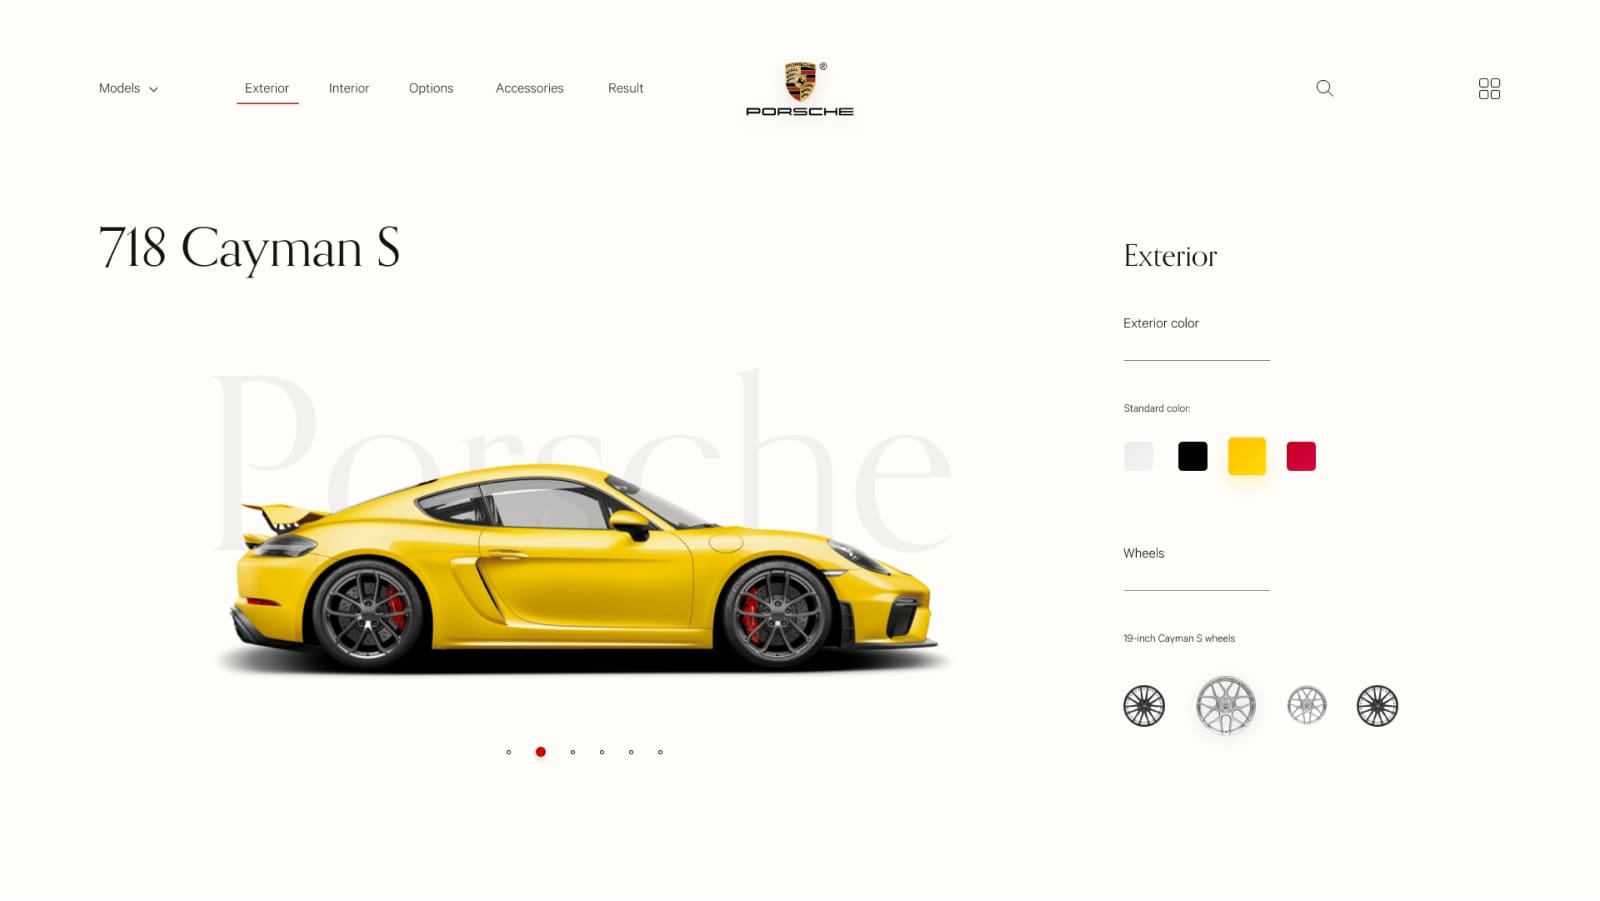 Models
Exterior
Interior
Options
Accessories
Result
PORSCHE
®
PORSCHE
718 Cayman S
Porsche
Exterior
Exterior color
Standard color:
Wheels
19-inch Cayman S wheels